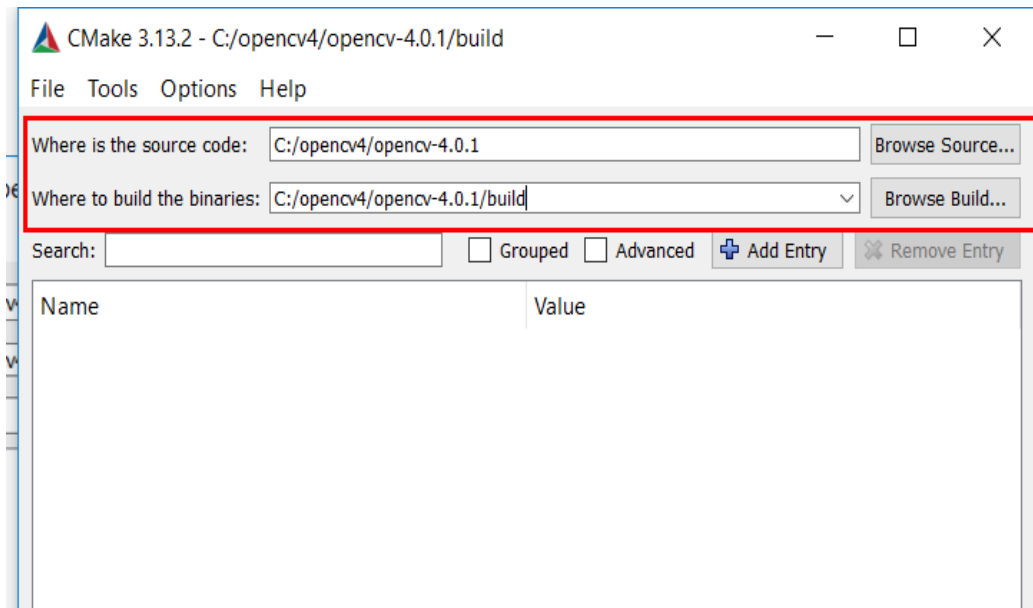 CMake 3.13.2 - C:/opencv4/opencv-4.0.1/build
File Tools Options Help
Where is the source code: C:/opencv4/opencv-4.0.1 Browse Source...
Where to build the binaries: C:/opencv4/opencv-4.0.1/build Browse Build...
Search: Grouped Advanced Add Entry Remove Entry
Name Value